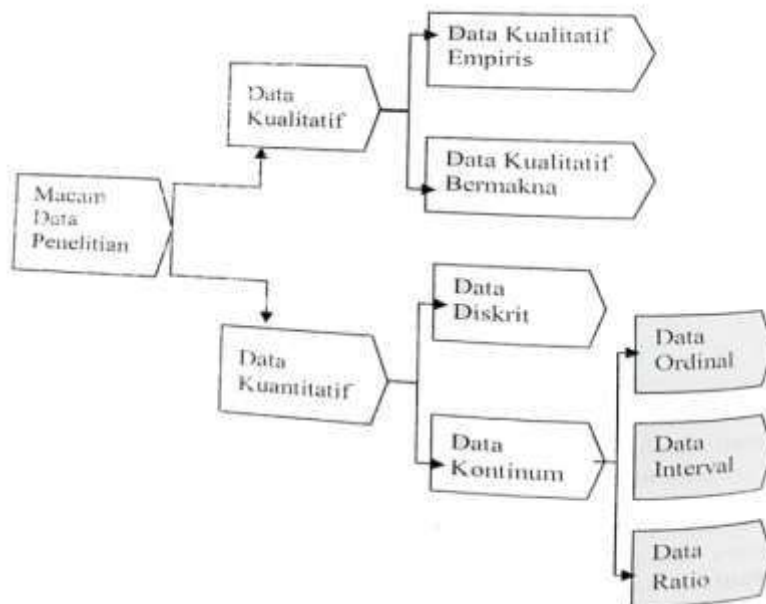 Macam
Data
Penelitian
Data
Kualitatif
Data Kualitatif
Empiris
Data Kualitatif
Bermakna
Data
Kuantitatif
Data
Diskrit
Data
Kontinum
Data
Ordinal
Data
Interval
Data
Ratio